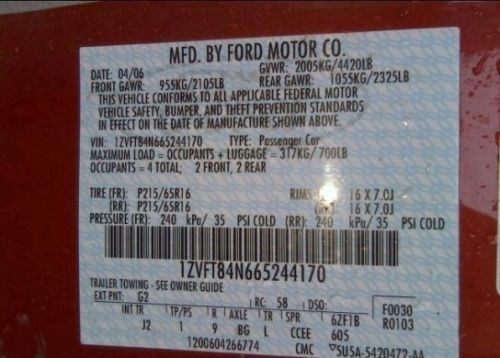 MFD. BY FORD MOTOR CO.
DATE: 04/06 GVWR: 2005KG/4420LB
FRONT GAWR: 955KG/2105LB REAR GAWR: 1055KG/2325LB
THIS VEHICLE CONFORMS TO ALL APPLICABLE FEDERAL MOTOR
VEHICLE SAFETY, BUMPER, AND THEFT PREVENTION STANDARDS
IN EFFECT ON THE DATE OF MANUFACTURE SHOWN ABOVE.
VIN: 1ZVFT84N665244170 TYPE: Passenger Car
MAXIMUM LOAD = OCCUPANTS + LUGGAGE = 317KG/700LB
OCCUPANTS = 4 TOTAL; 2 FRONT, 2 REAR
TIRE (FR): P215/65R16 RIMS 16 X 7.0J
(RR): P215/65R16 (RR): 16 X 7.0J
PRESSURE (FR): 240 kPa/ 35 PSI COLD (RR): 240 kPa/ 35 PSI COLD
1ZVFT84N665244170
TRAILER TOWING - SEE OWNER GUIDE
EXT PNT: G2 RC: 58 DSO: F0030
INT TR TP/PS R AXLE TR SPR 6ZF1B R0103
J2 1 9 BG L CCEE 605
1200604266774 CMC 5U5A-5420472-AA